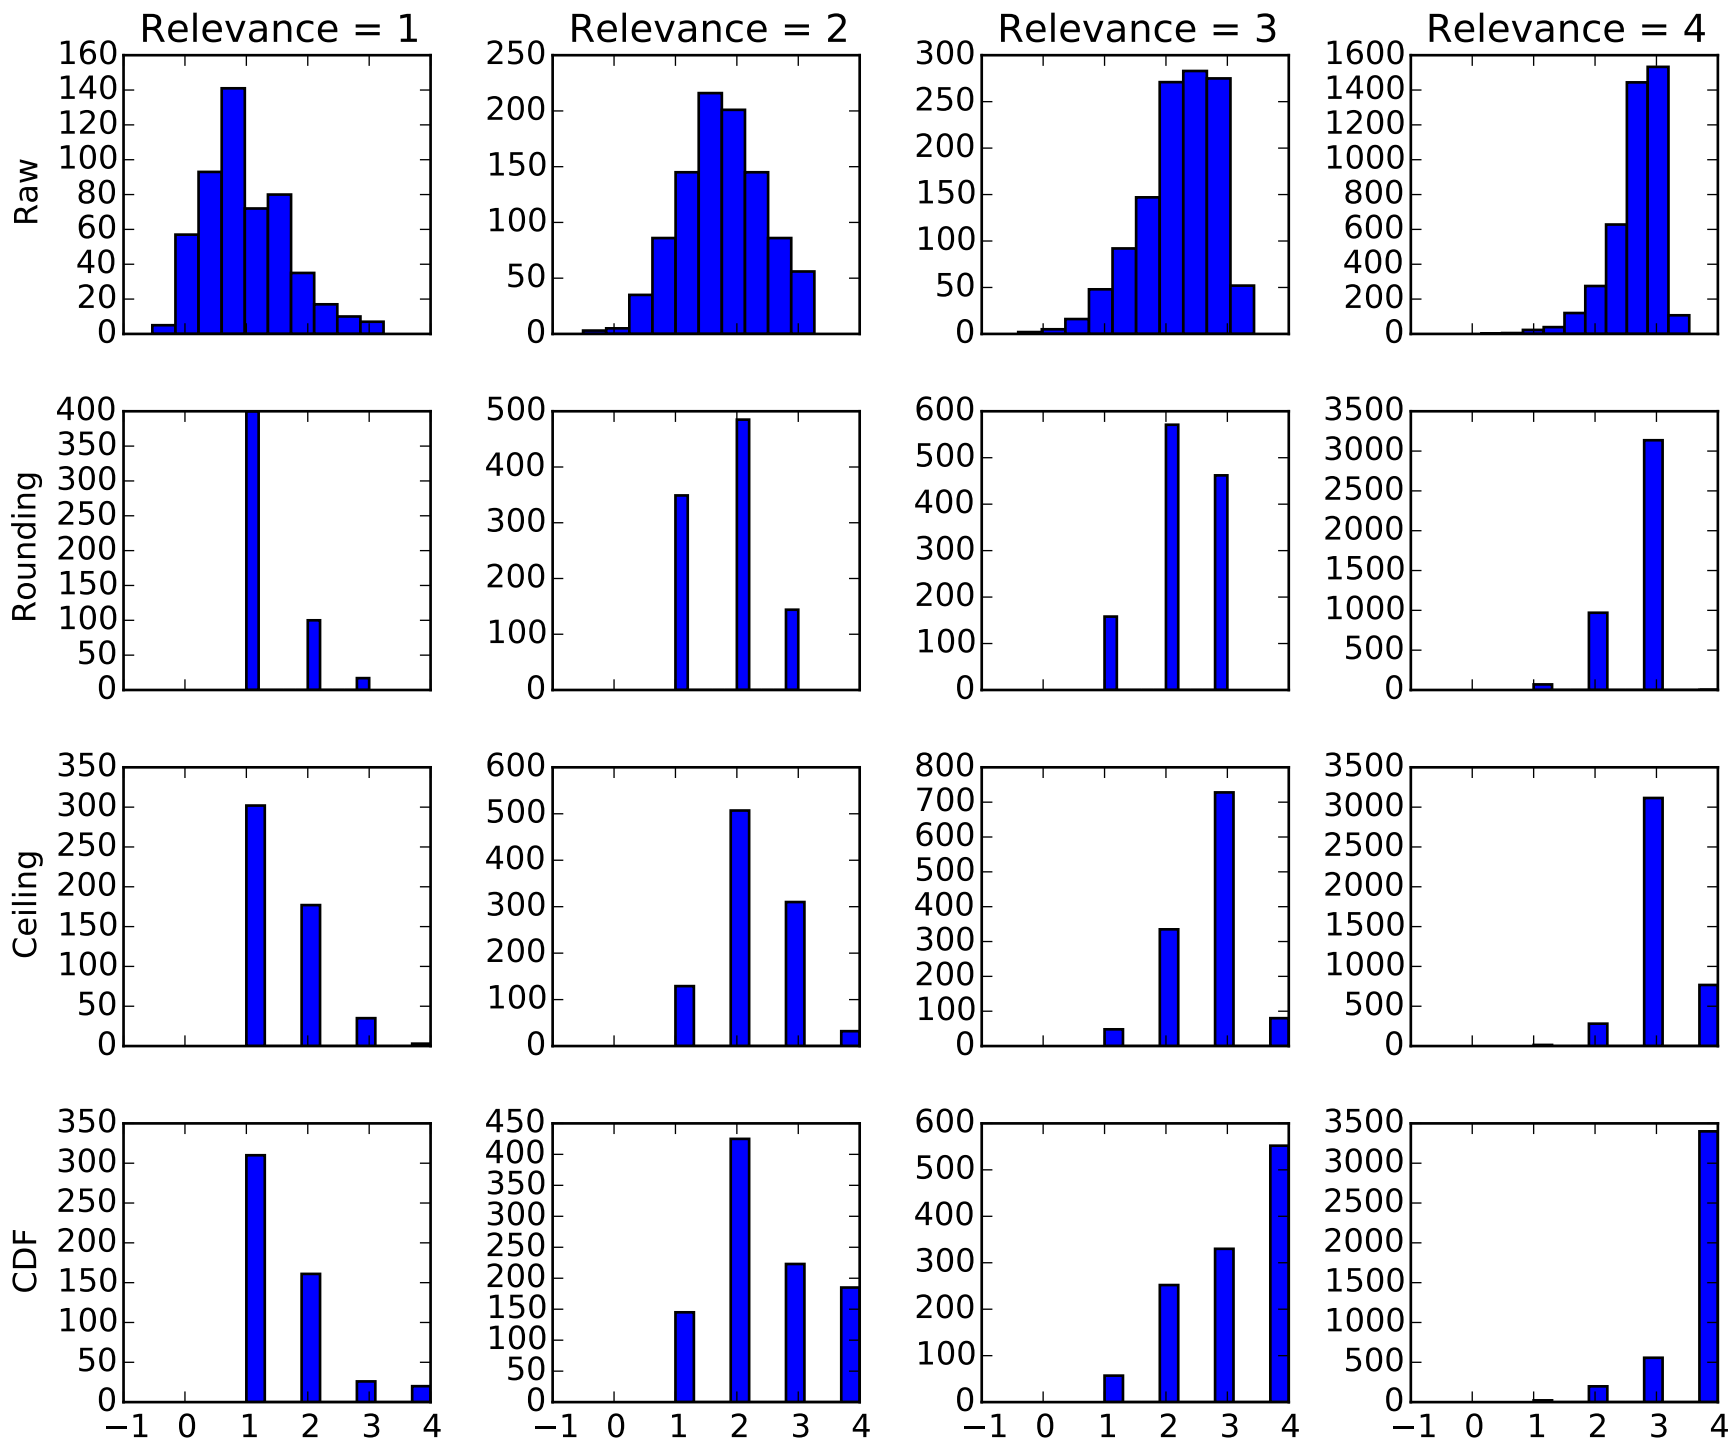 Relevance = 1 Relevance = 2 Relevance = 3 Relevance = 4
Raw
160 250 300 1600
140 200 250 1400
120 150 200 1200
100 100 150 1000
80 50 100 800
60 0 50 600
40 0 400
20 200
0 0
Rounding
400 500 600 3500
350 400 500 3000
300 300 400 2500
250 200 300 2000
200 100 200 1500
150 0 100 1000
100 0 500
50 0
0
Ceiling
350 600 800 3500
300 500 700 3000
250 400 600 2500
200 300 500 2000
150 200 400 1500
100 100 300 1000
50 0 200 500
0 100 0
0
CDF
350 450 600 3500
300 400 500 3000
250 350 400 2500
200 300 300 2000
150 250 200 1500
100 200 100 1000
50 150 0 500
0 100 0
50
0
−1 0 1 2 3 4 −1 0 1 2 3 4 −1 0 1 2 3 4 −1 0 1 2 3 4